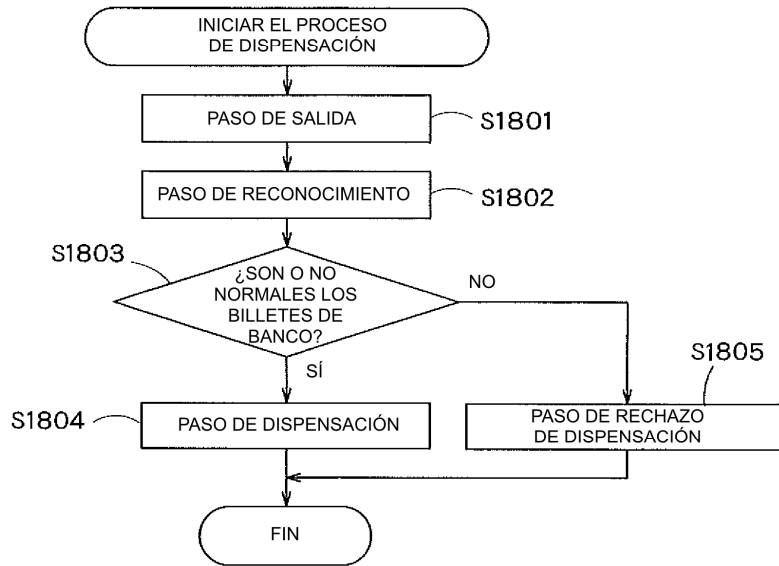 INICIAR EL PROCESO
DE DISPENSACIÓN
PASO DE SALIDA
S1801
PASO DE RECONOCIMIENTO
S1802
S1803
¿SON O NO
NORMALES LOS
BILLETES DE
BANCO?
NO
SÍ
S1804
PASO DE DISPENSACIÓN
S1805
PASO DE RECHAZO
DE DISPENSACIÓN
FIN